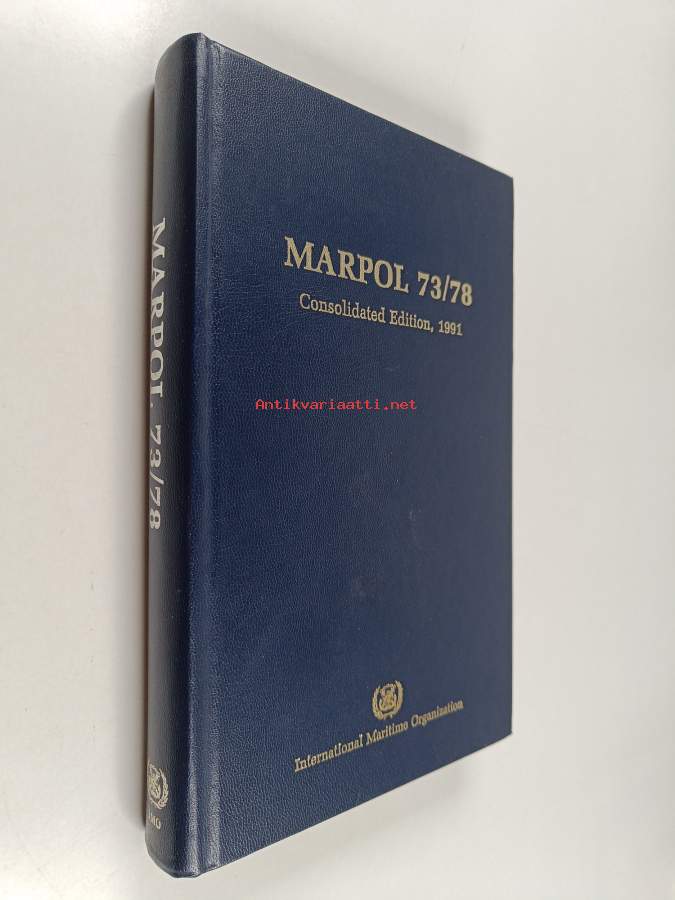 MARPOL 73/78
Consolidated Edition, 1991
Antikvariaatti.net
International Maritime Organization
MARPOL 73/78
IMO